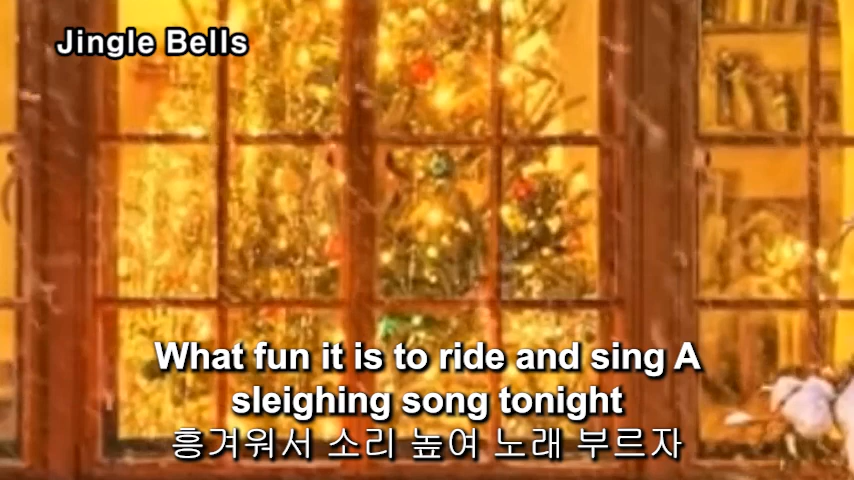 Jingle Bells
What fun it is to ride and sing A
sleighing song tonight
흥겨워서 소리 높여 노래 부르자